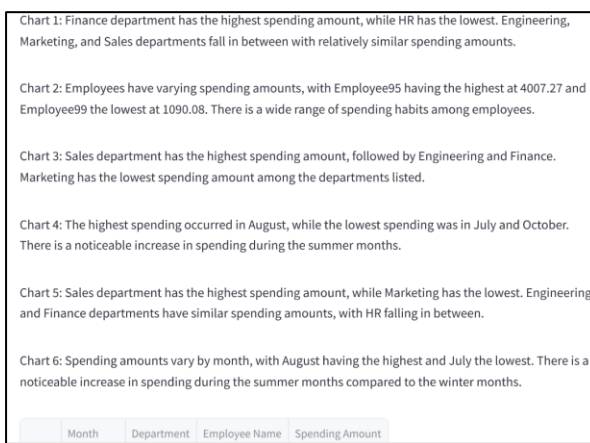 Chart 1: Finance department has the highest spending amount, while HR has the lowest. Engineering,
Marketing, and Sales departments fall in between with relatively similar spending amounts.
Chart 2: Employees have varying spending amounts, with Employee95 having the highest at 4007.27 and
Employee99 the lowest at 1090.08. There is a wide range of spending habits among employees.
Chart 3: Sales department has the highest spending amount, followed by Engineering and Finance.
Marketing has the lowest spending amount among the departments listed.
Chart 4: The highest spending occurred in August, while the lowest spending was in July and October.
There is a noticeable increase in spending during the summer months.
Chart 5: Sales department has the highest spending amount, while Marketing has the lowest. Engineering
and Finance departments have similar spending amounts, with HR falling in between.
Chart 6: Spending amounts vary by month, with August having the highest and July the lowest. There is a
noticeable increase in spending during the summer months compared to the winter months.
Month Department Employee Name Spending Amount